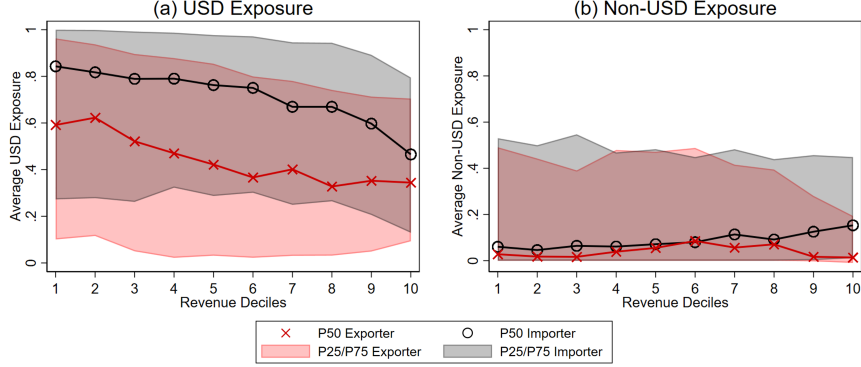 (a) USD Exposure
Average USD Exposure
1
.8
.6
.4
.2
0
1 2 3 4 5 6 7 8 9 10
Revenue Deciles
(b) Non-USD Exposure
Average Non-USD Exposure
1
.8
.6
.4
.2
0
1 2 3 4 5 6 7 8 9 10
Revenue Deciles
P50 Exporter P50 Importer
P25/P75 Exporter P25/P75 Importer